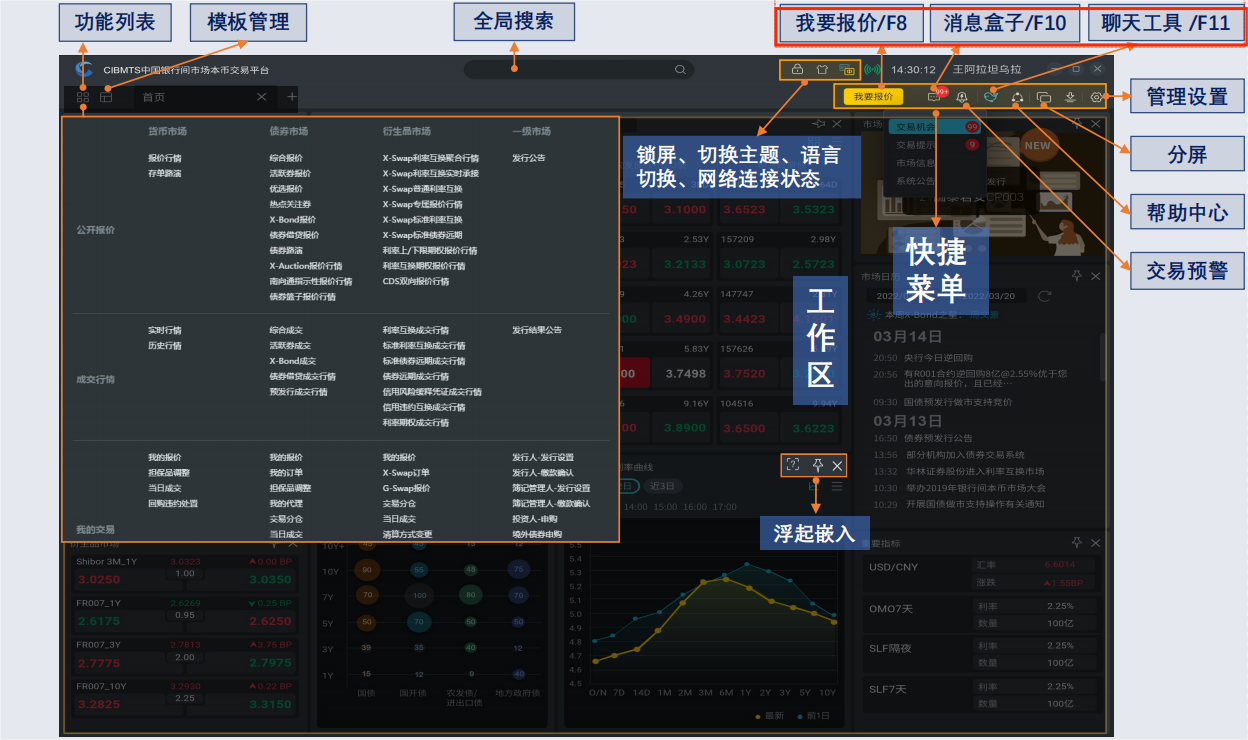 功能列表
模板管理
全局搜索
我要报价/F8
消息盒子/F10
聊天工具 /F11
CIBMTS中国银行间市场本币交易平台
14:30:12
王阿拉坦乌拉
首页
我要报价
99+
管理设置
分屏
帮助中心
交易预警
锁屏、切换主题、语言
切换、网络连接状态
快捷
菜单
工
作
区
浮起嵌入
货币市场
债券市场
衍生品市场
一级市场
公开报价
报价行情
存单路演
综合报价
活跃券报价
优选报价
热点关注券
X-Bond报价
债券借贷报价
债券路演
X-Auction报价行情
南向通指示性报价行情
债券篮子报价行情
X-Swap利率互换聚合行情
X-Swap利率互换实时承接
X-Swap普通利率互换
X-Swap专属报价行情
X-Swap标准利率互换
X-Swap标准债券远期
利率上/下限期权报价行情
利率互换期权报价行情
CDS双向报价行情
发行公告
成交行情
实时行情
历史行情
综合成交
活跃券成交
X-Bond成交
债券借贷成交行情
预发行成交行情
利率互换成交行情
标准利率互换成交行情
标准债券远期成交行情
债券远期成交行情
信用风险缓释凭证成交行情
信用违约互换成交行情
利率期权成交行情
发行结果公告
我的交易
我的报价
担保品调整
当日成交
回购违约处置
我的报价
我的订单
担保品调整
我的代理
交易分仓
当日成交
我的报价
X-Swap订单
G-Swap报价
交易分仓
当日成交
清算方式变更
发行人-发行设置
发行人-缴款确认
簿记管理人-发行设置
簿记管理人-缴款确认
投资人-申购
境外债券申购
交易机会
99
交易提示
9
市场信息
系统公告
NEW
3.1000
3.6523
3.5323
2.53Y
157209
2.98Y
3.2133
3.0723
2.5723
4.26Y
147747
3.4900
3.4423
5.83Y
157626
3.7498
3.7520
9.16Y
104516
9.94Y
3.8900
3.6500
3.6223
市场日历
2022/03/20
03月14日
20:50 央行今日逆回购
20:56 有R001合约逆回购8亿@2.55%优于您
出的意向报价，且已经…
09:30 国债预发行做市支持竞价
03月13日
16:50 债券预发行公告
13:56 部分机构加入债券交易系统
13:32 华林证券股份进入利率互换市场
10:30 举办2019年银行间本币市场大会
10:29 开展国债做市支持操作有关通知
率曲线
近3日
14:00 15:00 16:00 17:00
Shibor 3M_1Y
3.0323
0.00 BP
3.0250
1.00
3.0350
FR007_1Y
2.6269
0.25 BP
2.6175
0.95
2.6250
FR007_3Y
2.7813
3.75 BP
2.7775
2.00
2.7975
FR007_10Y
3.2930
0.22 BP
3.2825
2.25
3.3150
10Y+
10Y
90
55
48
75
7Y
70
100
80
70
5Y
50
70
50
50
3Y
39
35
40
12
1Y
15
12
9
40
国债
国开债
农发债/
进出口债
地方政府债
5.5
5.4
5.3
5.2
5.1
5.0
4.9
4.8
4.7
4.6
4.5
O/N 7D 14D 1M 2M 3M 6M 1Y 2Y 3Y 5Y 10Y
最新
前1日
重要指标
USD/CNY
汇率
6.6014
涨跌
1.55BP
OMO7天
利率
2.25%
数量
100亿
SLF隔夜
利率
2.25%
数量
100亿
SLF7天
利率
2.25%
数量
100亿